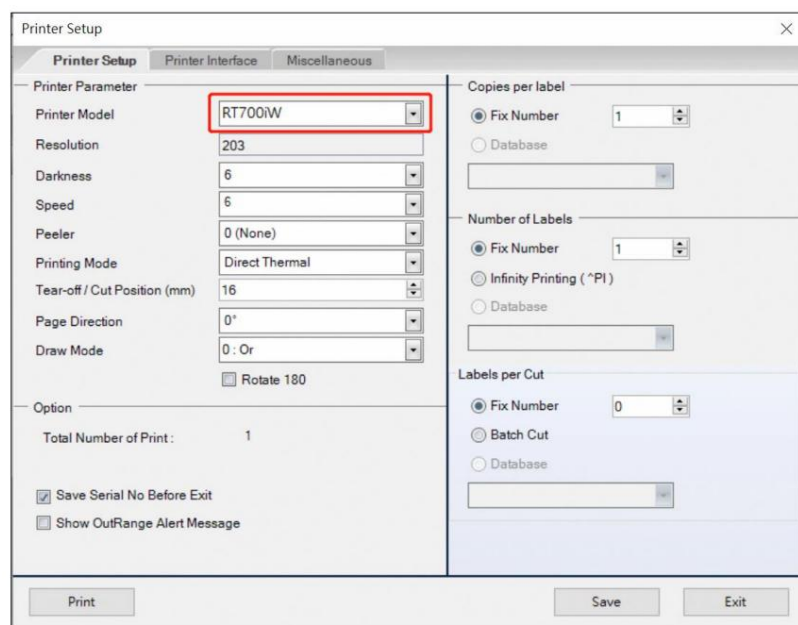 Printer Setup
Printer Setup
Printer Interface
Miscellaneous
Printer Parameter
Printer Model
RT700iW
Resolution
203
Darkness
6
Speed
6
Peeler
0 (None)
Printing Mode
Direct Thermal
Tear-off / Cut Position (mm)
16
Page Direction
0°
Draw Mode
0 : Or
Rotate 180
Option
Total Number of Print :
1
Save Serial No Before Exit
Show OutRange Alert Message
Copies per label
Fix Number
1
Database
Number of Labels
Fix Number
1
Infinity Printing ( ^PI )
Database
Labels per Cut
Fix Number
0
Batch Cut
Database
Print
Save
Exit